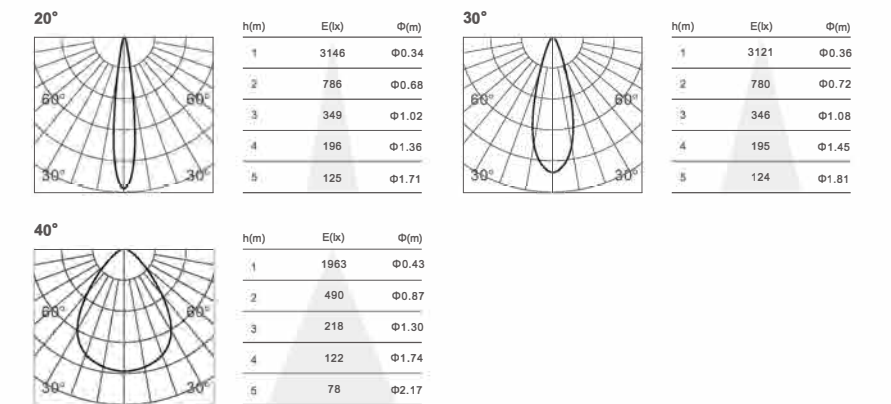 20°
h(m) E(lx) Φ(m)
1 3146 Φ0.34
2 786 Φ0.68
3 349 Φ1.02
4 196 Φ1.36
5 125 Φ1.71
60° 60°
30° 30°
30°
h(m) E(lx) Φ(m)
1 3121 Φ0.36
2 780 Φ0.72
3 346 Φ1.08
4 195 Φ1.45
5 124 Φ1.81
60° 60°
30° 30°
40°
h(m) E(lx) Φ(m)
1 1963 Φ0.43
2 490 Φ0.87
3 218 Φ1.30
4 122 Φ1.74
5 78 Φ2.17
60° 60°
30° 30°